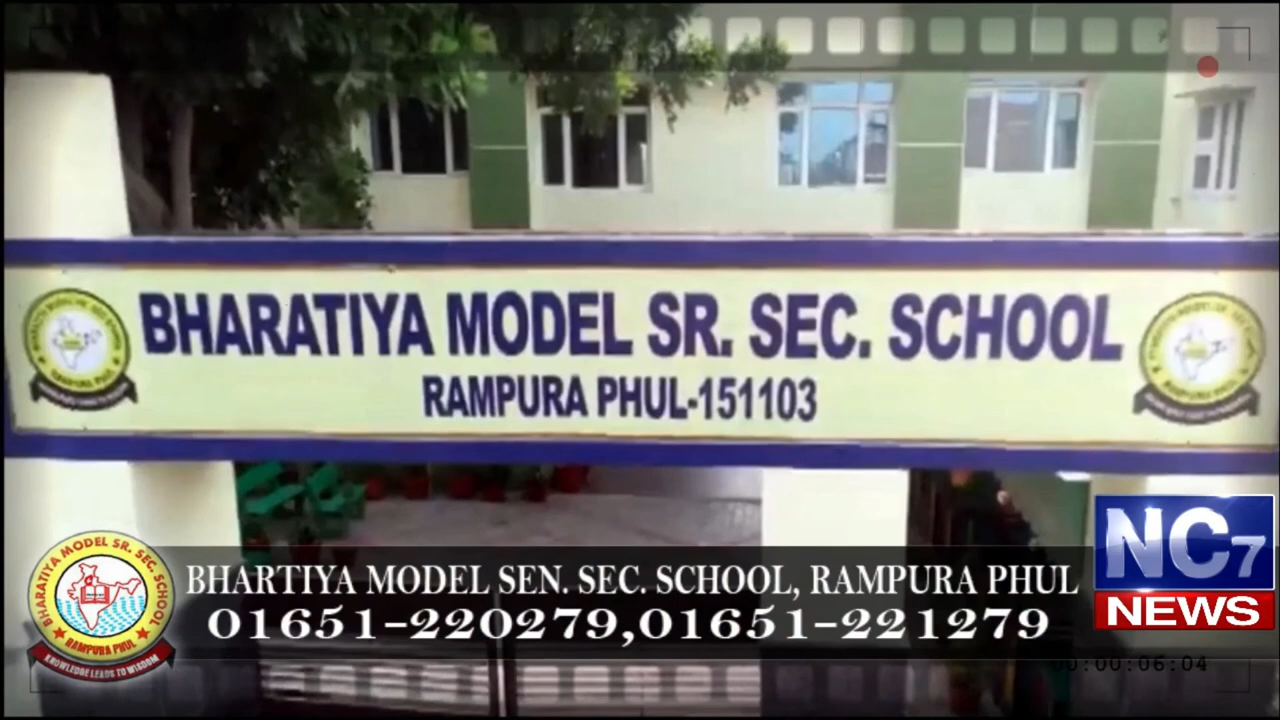 BHARATIYA MODEL SR. SEC. SCHOOL
RAMPURA PHUL-151103
BHARATIYA MODEL SR. SEC. SCHOOL
RAMPURA PHUL
KNOWLEDGE LEADS TO WISDOM
BHARTIYA MODEL SEN. SEC. SCHOOL, RAMPURA PHUL
01651-220279,01651-221279
NC7
NEWS
00:00:06:04